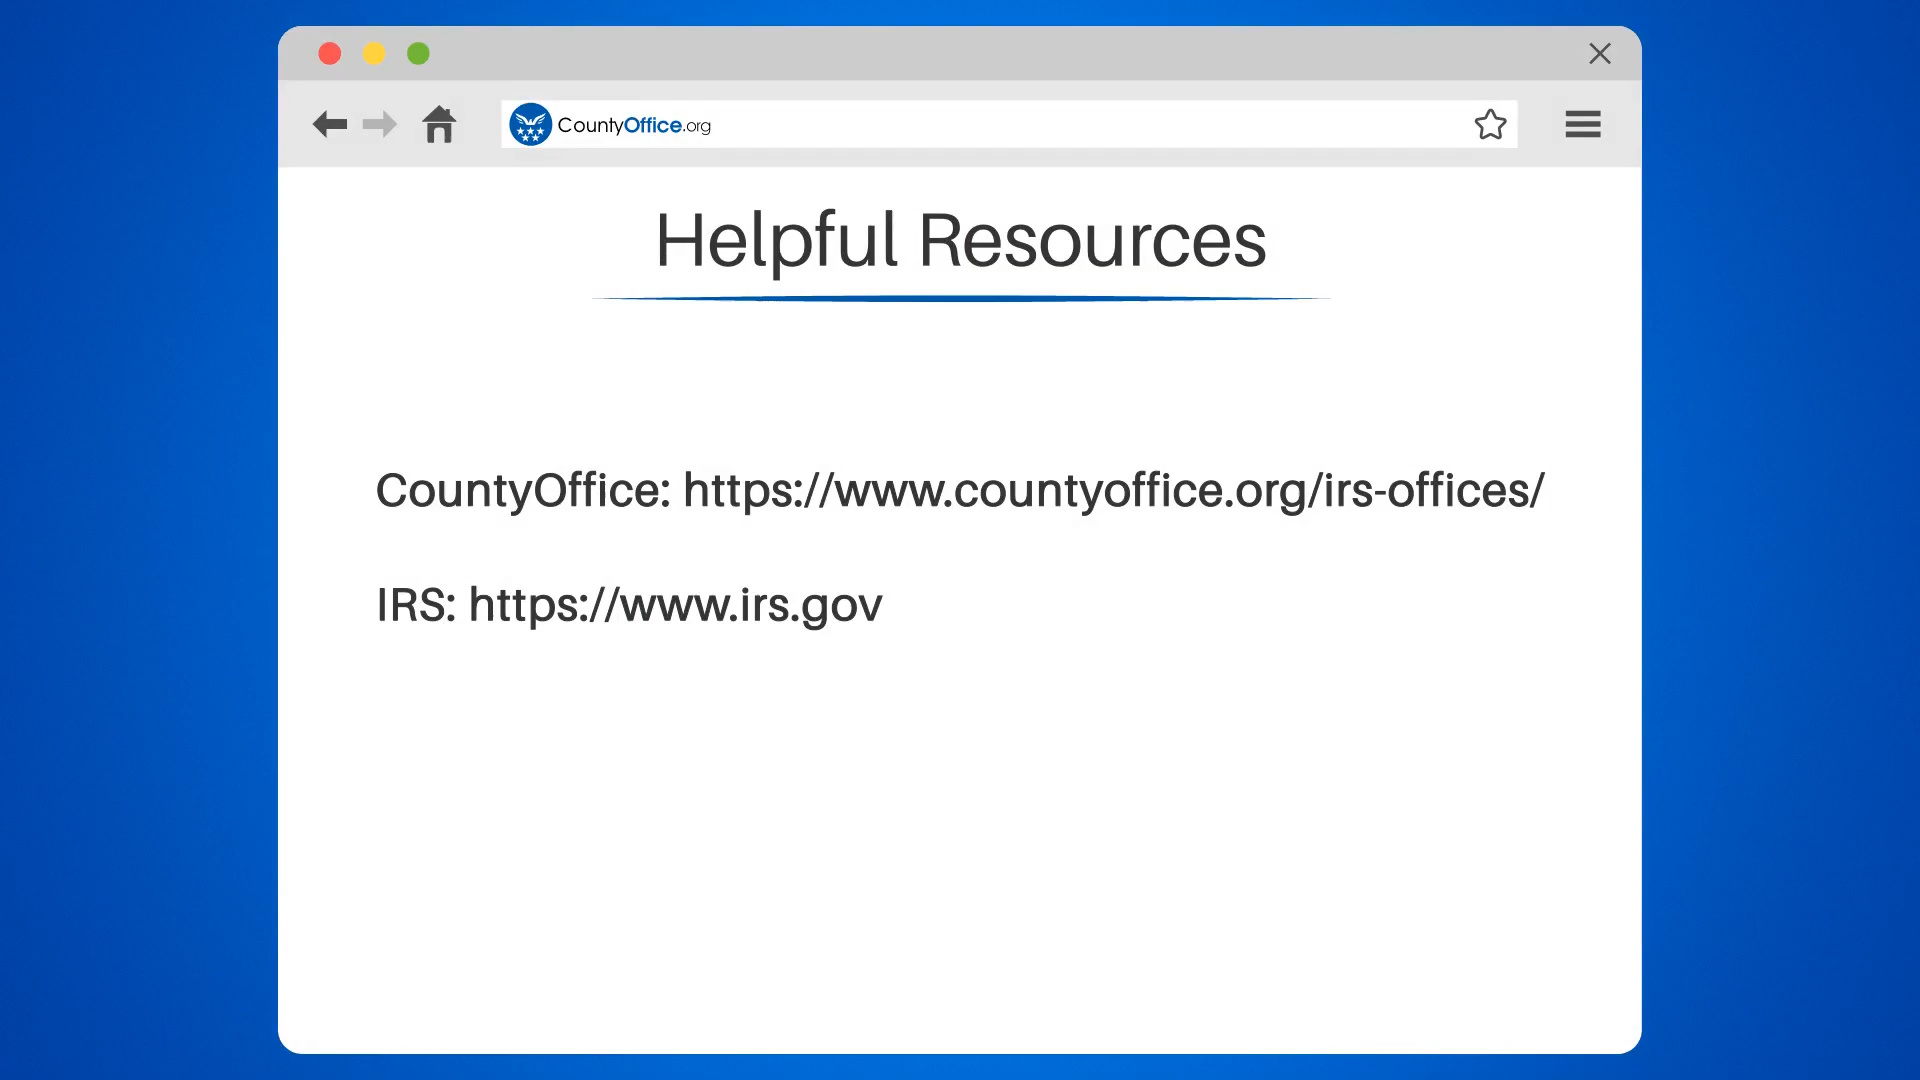 CountyOffice.org
Helpful Resources
CountyOffice: https://www.countyoffice.org/irs-offices/
IRS: https://www.irs.gov